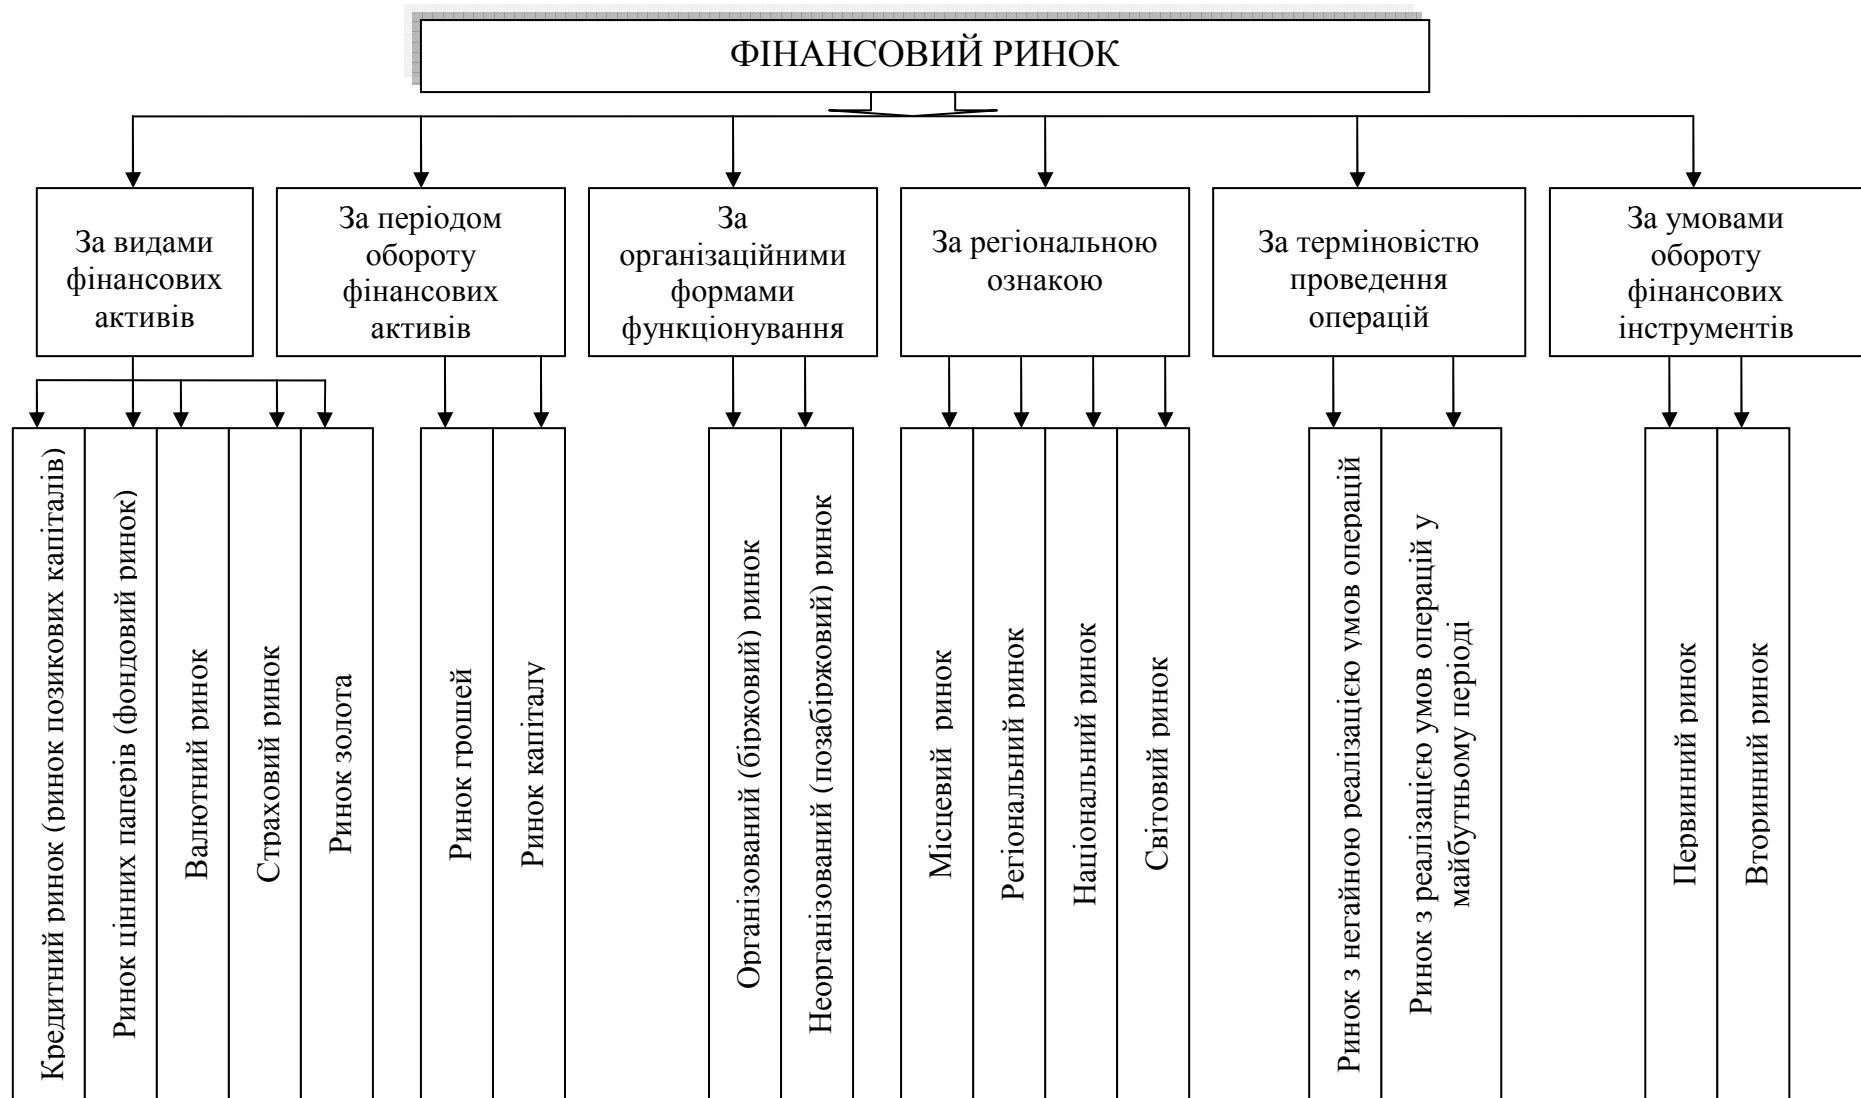 ФІНАНСОВИЙ РИНОК
За видами
фінансових
активів
За періодом
обороту
фінансових
активів
За
організаційними
формами
функціонування
За регіональною
ознакою
За терміновістю
проведення
операцій
За умовами
обороту
фінансових
інструментів
Кредитний ринок (ринок позикових капіталів)
Ринок цінних паперів (фондовий ринок)
Валютний ринок
Страховий ринок
Ринок золота
Ринок грошей
Ринок капіталу
Організований (біржовий) ринок
Неорганізований (позабіржовий) ринок
Місцевий ринок
Регіональний ринок
Національний ринок
Світовий ринок
Ринок з негайною реалізацією умов операцій
Ринок з реалізацією умов операцій у
майбутньому періоді
Первинний ринок
Вторинний ринок